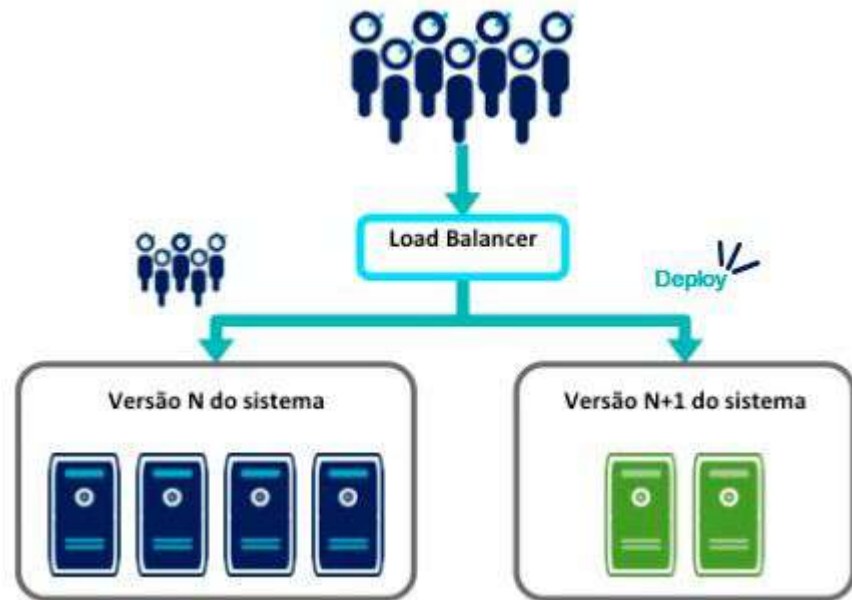 Load Balancer
Deploy
Versão N do sistema
Versão N+1 do sistema